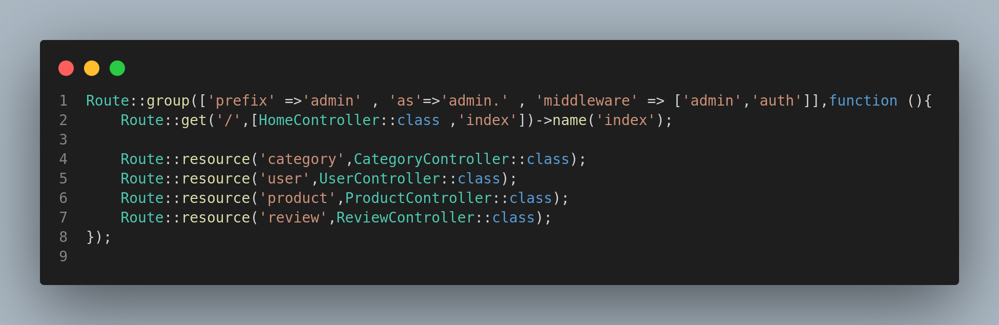 1 Route::group(['prefix' =>'admin' , 'as'=>'admin.' , 'middleware' => ['admin','auth']],function (){
2     Route::get('/',[HomeController::class ,'index'])->name('index');
3
4     Route::resource('category',CategoryController::class);
5     Route::resource('user',UserController::class);
6     Route::resource('product',ProductController::class);
7     Route::resource('review',ReviewController::class);
8 });
9